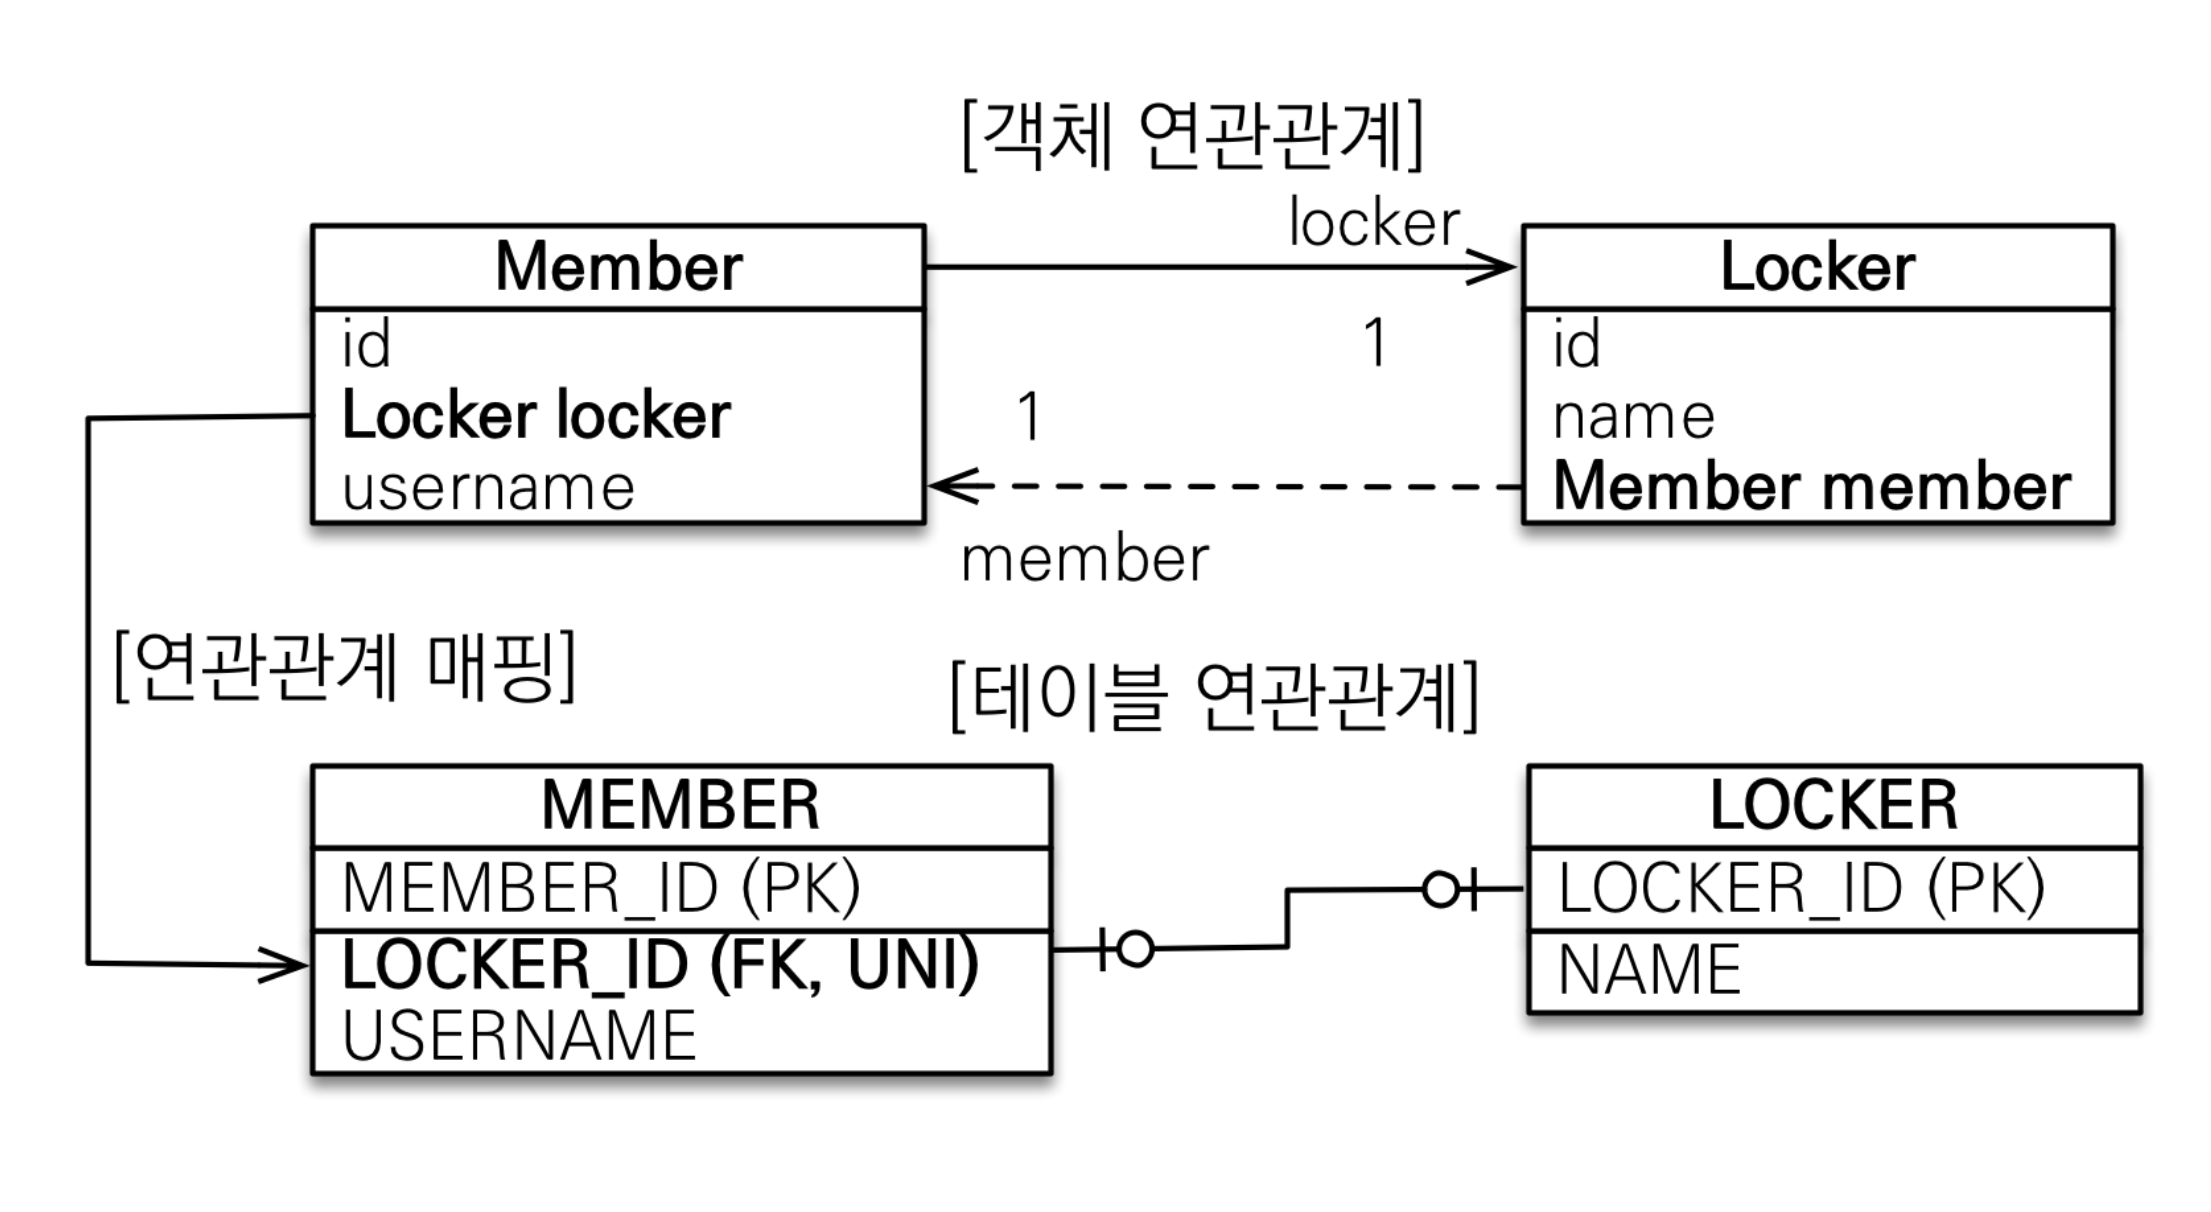 [객체 연관관계]
locker
Member
id
Locker locker
username
1
1
Locker
id
name
Member member
member
[연관관계 매핑]
[테이블 연관관계]
MEMBER
MEMBER_ID (PK)
LOCKER_ID (FK, UNI)
USERNAME
LOCKER
LOCKER_ID (PK)
NAME